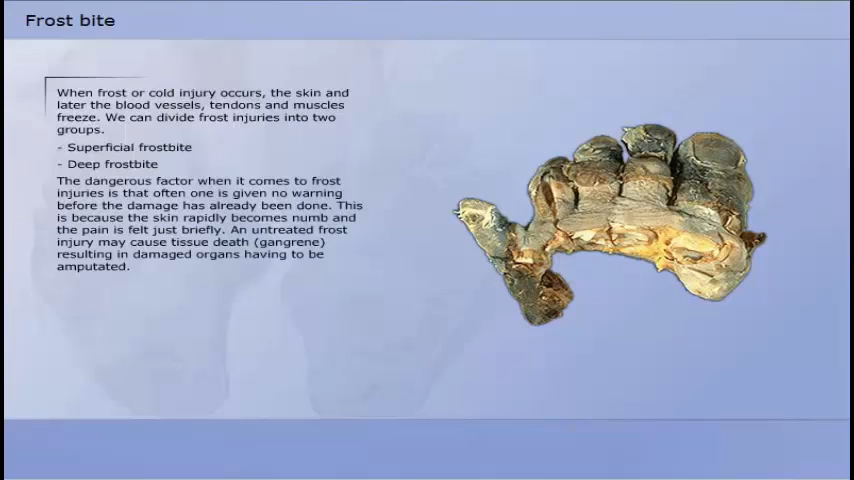 Frost bite
When frost or cold injury occurs, the skin and
later the blood vessels, tendons and muscles
freeze. We can divide frost injuries into two
groups.
- Superficial frostbite
- Deep frostbite
The dangerous factor when it comes to frost
injuries is that often one is given no warning
before the damage has already been done. This
is because the skin rapidly becomes numb and
the pain is felt just briefly. An untreated frost
injury may cause tissue death (gangrene)
resulting in damaged organs having to be
amputated.